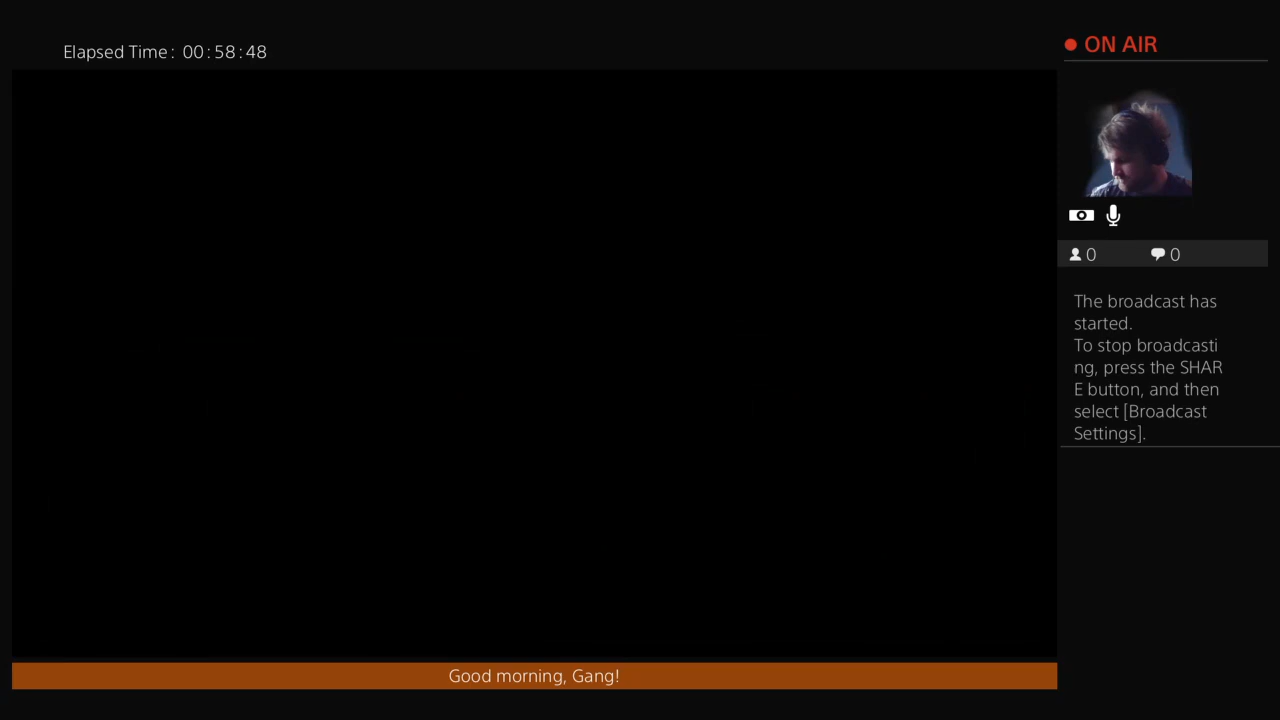 Elapsed Time: 00:58:48
ON AIR
0 0
The broadcast has
started.
To stop broadcasti
ng, press the SHAR
E button, and then
select [Broadcast
Settings].
Good morning, Gang!